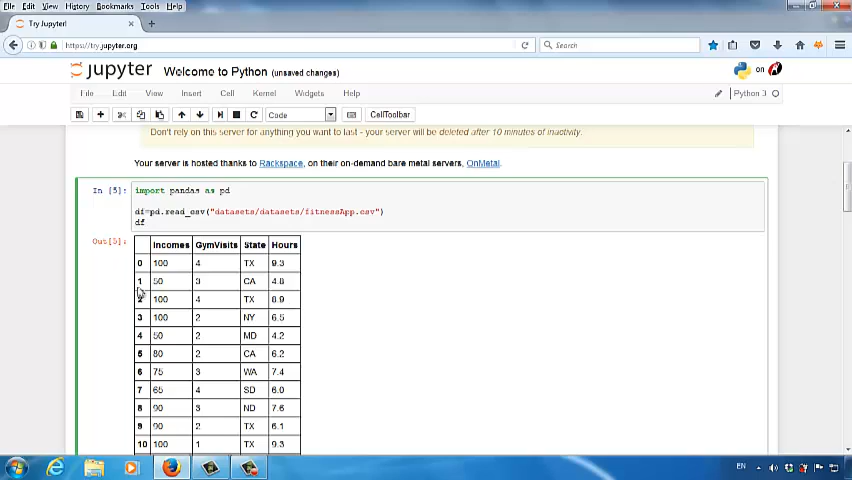 File Edit View History Bookmarks Tools Help
Try Jupyter!
https://try.jupyter.org
Search
jupyter Welcome to Python (unsaved changes)
on
File Edit View Insert Cell Kernel Widgets Help
Python 3
Code
CellToolbar
Don't rely on this server for anything you want to last - your server will be deleted after 10 minutes of inactivity.
Your server is hosted thanks to Rackspace, on their on-demand bare metal servers, OnMetal.
In [5]: import pandas as pd
df=pd.read_csv("datasets/datasets/fitnessApp.csv")
df
Out[5]:
Incomes GymVisits State Hours
0 100 4 TX 9.3
1 50 3 CA 4.8
2 100 4 TX 8.9
3 100 2 NY 6.5
4 50 2 MD 4.2
5 80 2 CA 6.2
6 75 3 WA 7.4
7 65 4 SD 6.0
8 90 3 ND 7.6
9 90 2 TX 6.1
10 100 1 TX 9.3
EN